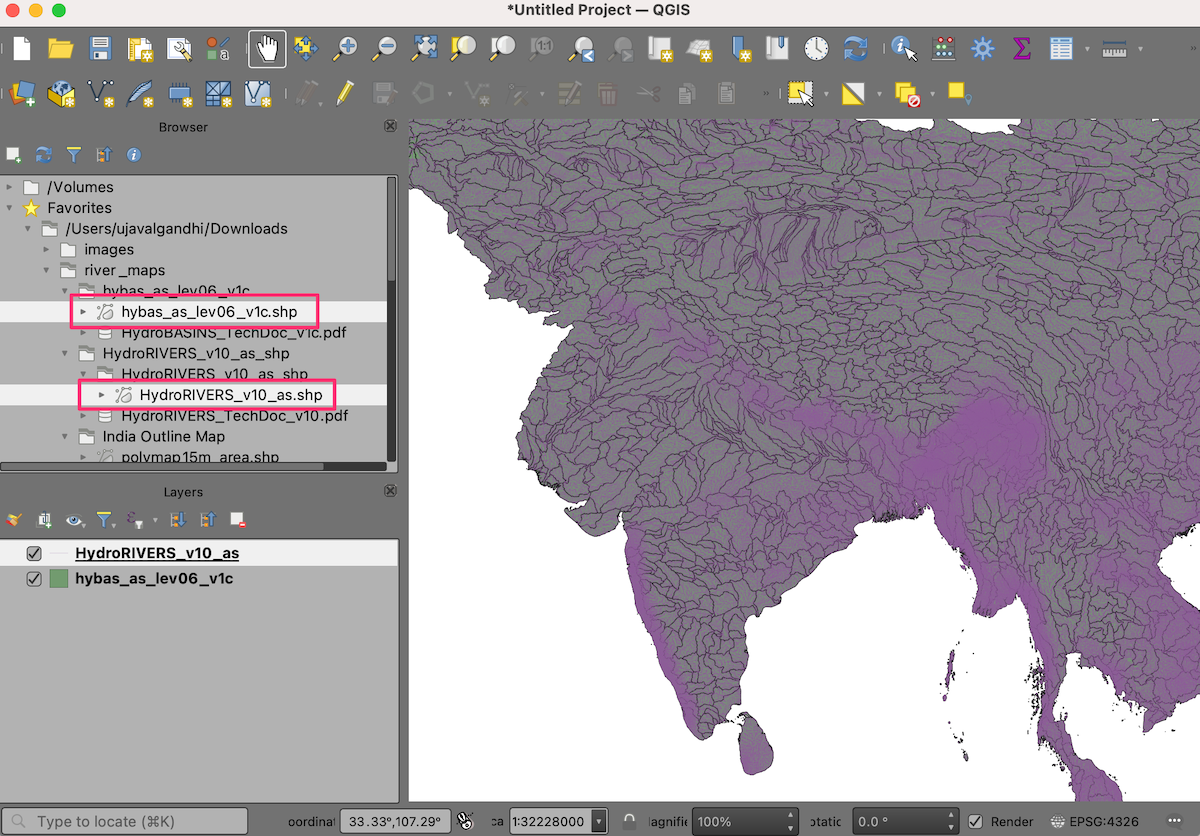 *Untitled Project — QGIS
Browser
/Volumes
Favorites
/Users/ujavalgandhi/Downloads
images
river_maps
hybas_as_lev06_v1c
hybas_as_lev06_v1c.shp
HydroBASINS_TechDoc_v1c.pdf
HydroRIVERS_v10_as_shp
HydroRIVERS_v10_as_shp
HydroRIVERS_v10_as.shp
HydroRIVERS_TechDoc_v10.pdf
India Outline Map
polymap15m_area.shp
Layers
HydroRIVERS_v10_as
hybas_as_lev06_v1c
Type to locate (⌘K) oordinat 33.33°,107.29° ca 1:32228000 lagnifie 100% otatic 0.0 ° Render EPSG:4326